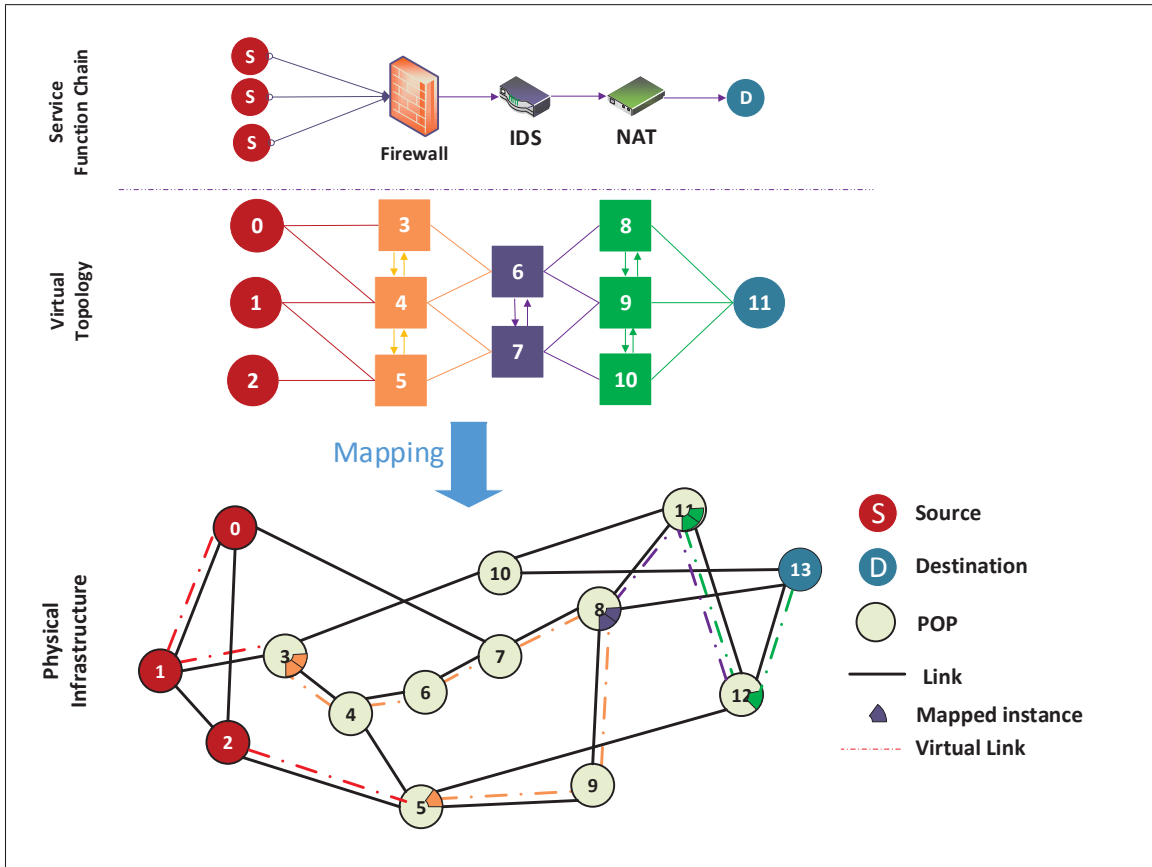 Service
Function Chain
S
S
S
Firewall
IDS
NAT
D
Virtual
Topology
0
1
2
3
4
5
6
7
8
9
10
11
Mapping
Physical
Infrastructure
0
1
2
3
4
5
6
7
8
9
10
11
12
13
S Source
D Destination
POP
Link
Mapped instance
Virtual Link